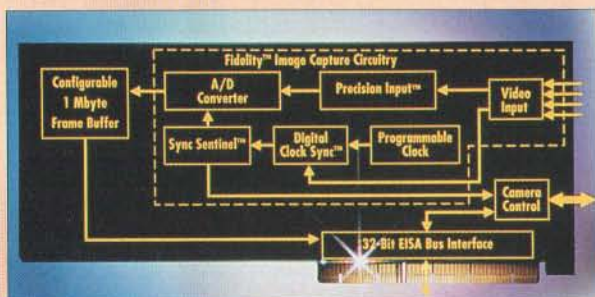 Fidelity™ Image Capture Circuitry
Configurable
1 Mbyte
Frame Buffer
A/D
Converter
Precision Input™
Video
Input
Sync Sentinel™
Digital
Clock Sync™
Programmable
Clock
Camera
Control
32-Bit EISA Bus Interface